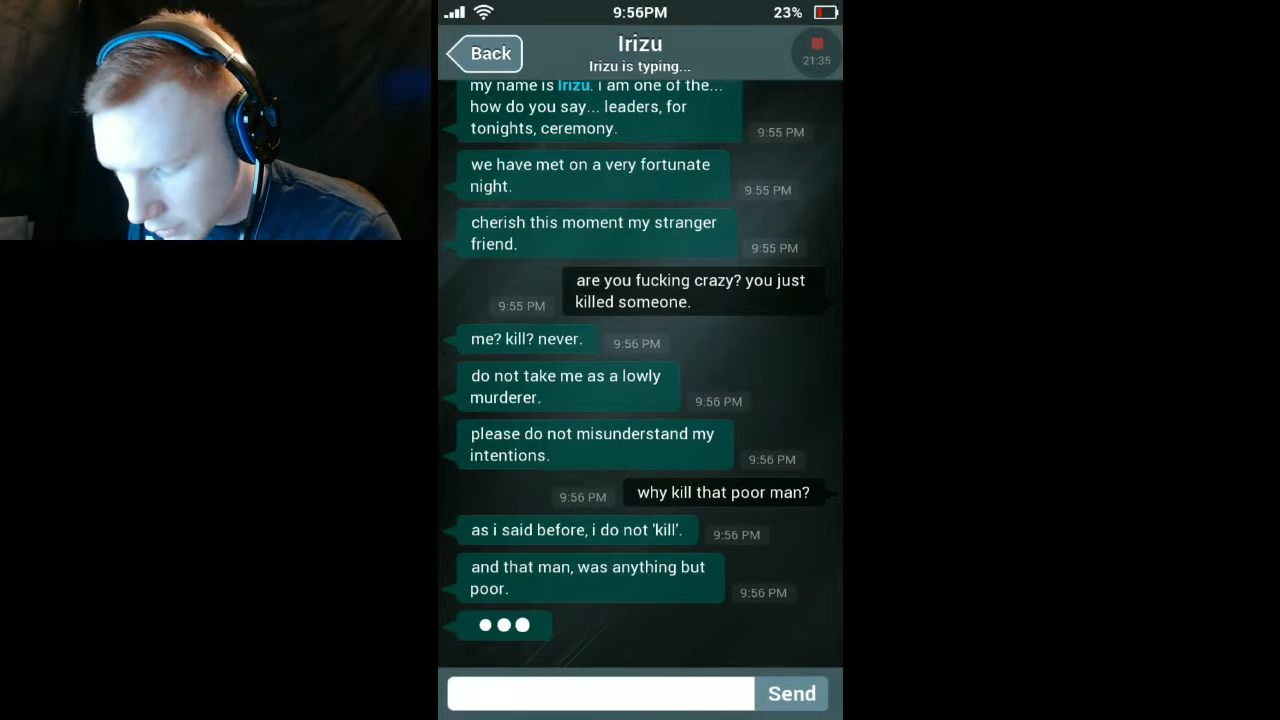 9:56PM
23%
Back
Irizu
Irizu is typing...
21:35
my name is Irizu. I am one of the...
how do you say... leaders, for
tonights, ceremony.
9:55 PM
we have met on a very fortunate
night.
9:55 PM
cherish this moment my stranger
friend.
9:55 PM
are you fucking crazy? you just
killed someone.
9:55 PM
me? kill? never.
9:56 PM
do not take me as a lowly
murderer.
9:56 PM
please do not misunderstand my
intentions.
9:56 PM
why kill that poor man?
9:56 PM
as i said before, i do not 'kill'.
9:56 PM
and that man, was anything but
poor.
9:56 PM
Send